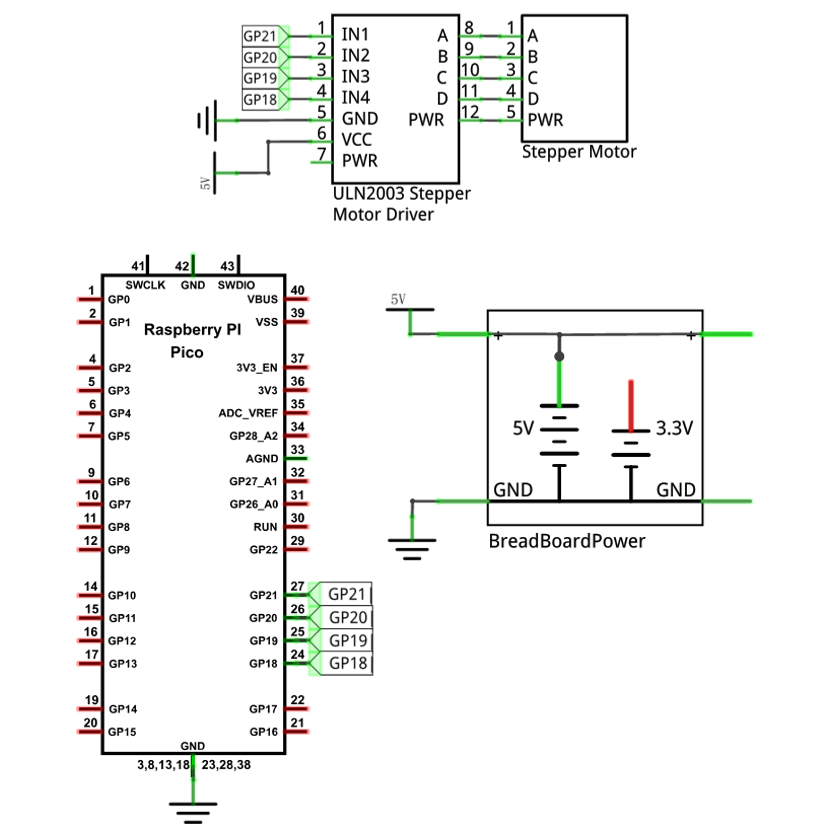 GP21 1 IN1 A 8 1 A
GP20 2 IN2 B 9 2 B
GP19 3 IN3 C 10 3 C
GP18 4 IN4 D 11 4 D
5 GND PWR 12 5 PWR
6 VCC
7 PWR
5V
Stepper Motor
ULN2003 Stepper
Motor Driver
41 42 43
SWCLK GND SWDIO
1 GP0 VBUS 40
2 GP1 VSS 39
Raspberry PI
Pico
4 GP2 3V3_EN 37
5 GP3 3V3 36
6 GP4 ADC_VREF 35
7 GP5 GP28_A2 34
AGND 33
9 GP6 GP27_A1 32
10 GP7 GP26_A0 31
11 GP8 RUN 30
12 GP9 GP22 29
14 GP10 GP21 27 GP21
15 GP11 GP20 26 GP20
16 GP12 GP19 25 GP19
17 GP13 GP18 24 GP18
19 GP14 GP17 22
20 GP15 GP16 21
GND
3,8,13,18 23,28,38
5V
+ +
5V 3.3V
GND GND
BreadBoardPower